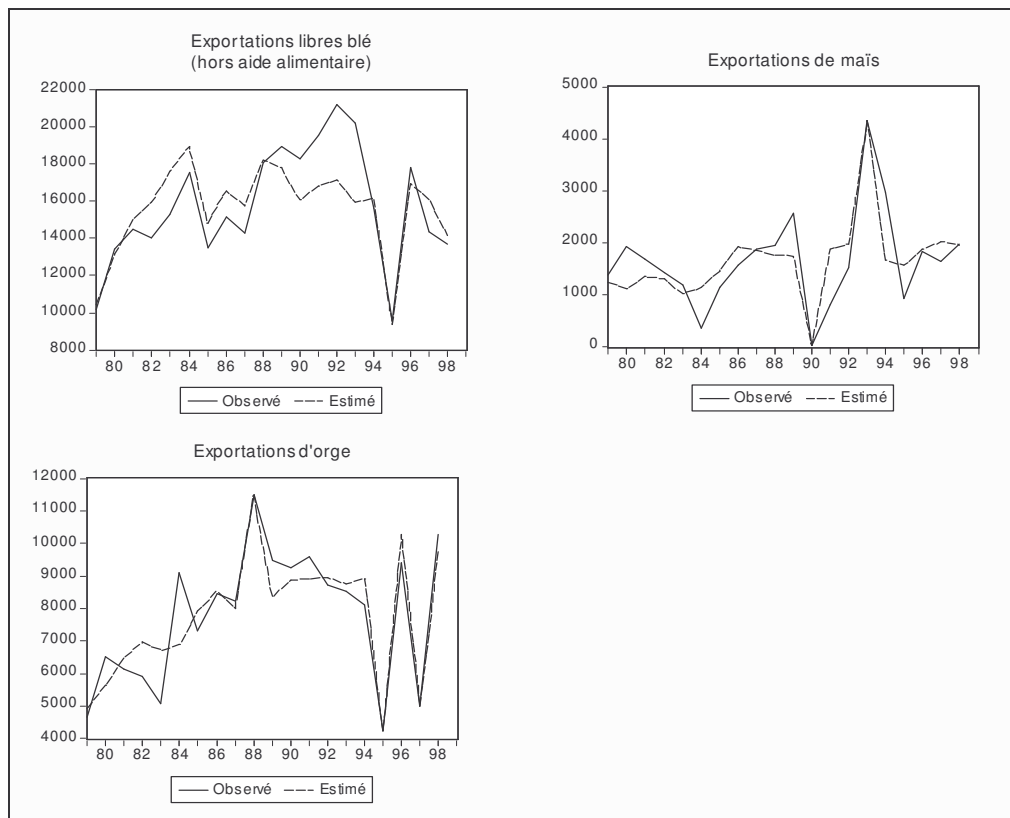 Exportations libres blé
(hors aide alimentaire)
22000
20000
18000
16000
14000
12000
10000
8000
80 82 84 86 88 90 92 94 96 98
Observé Estimé
Exportations de maïs
5000
4000
3000
2000
1000
0
80 82 84 86 88 90 92 94 96 98
Observé Estimé
Exportations d'orge
12000
11000
10000
9000
8000
7000
6000
5000
4000
80 82 84 86 88 90 92 94 96 98
Observé Estimé